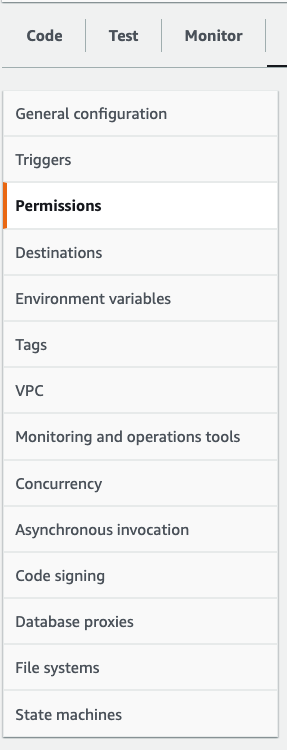 Code Test Monitor
General configuration
Triggers
Permissions
Destinations
Environment variables
Tags
VPC
Monitoring and operations tools
Concurrency
Asynchronous invocation
Code signing
Database proxies
File systems
State machines